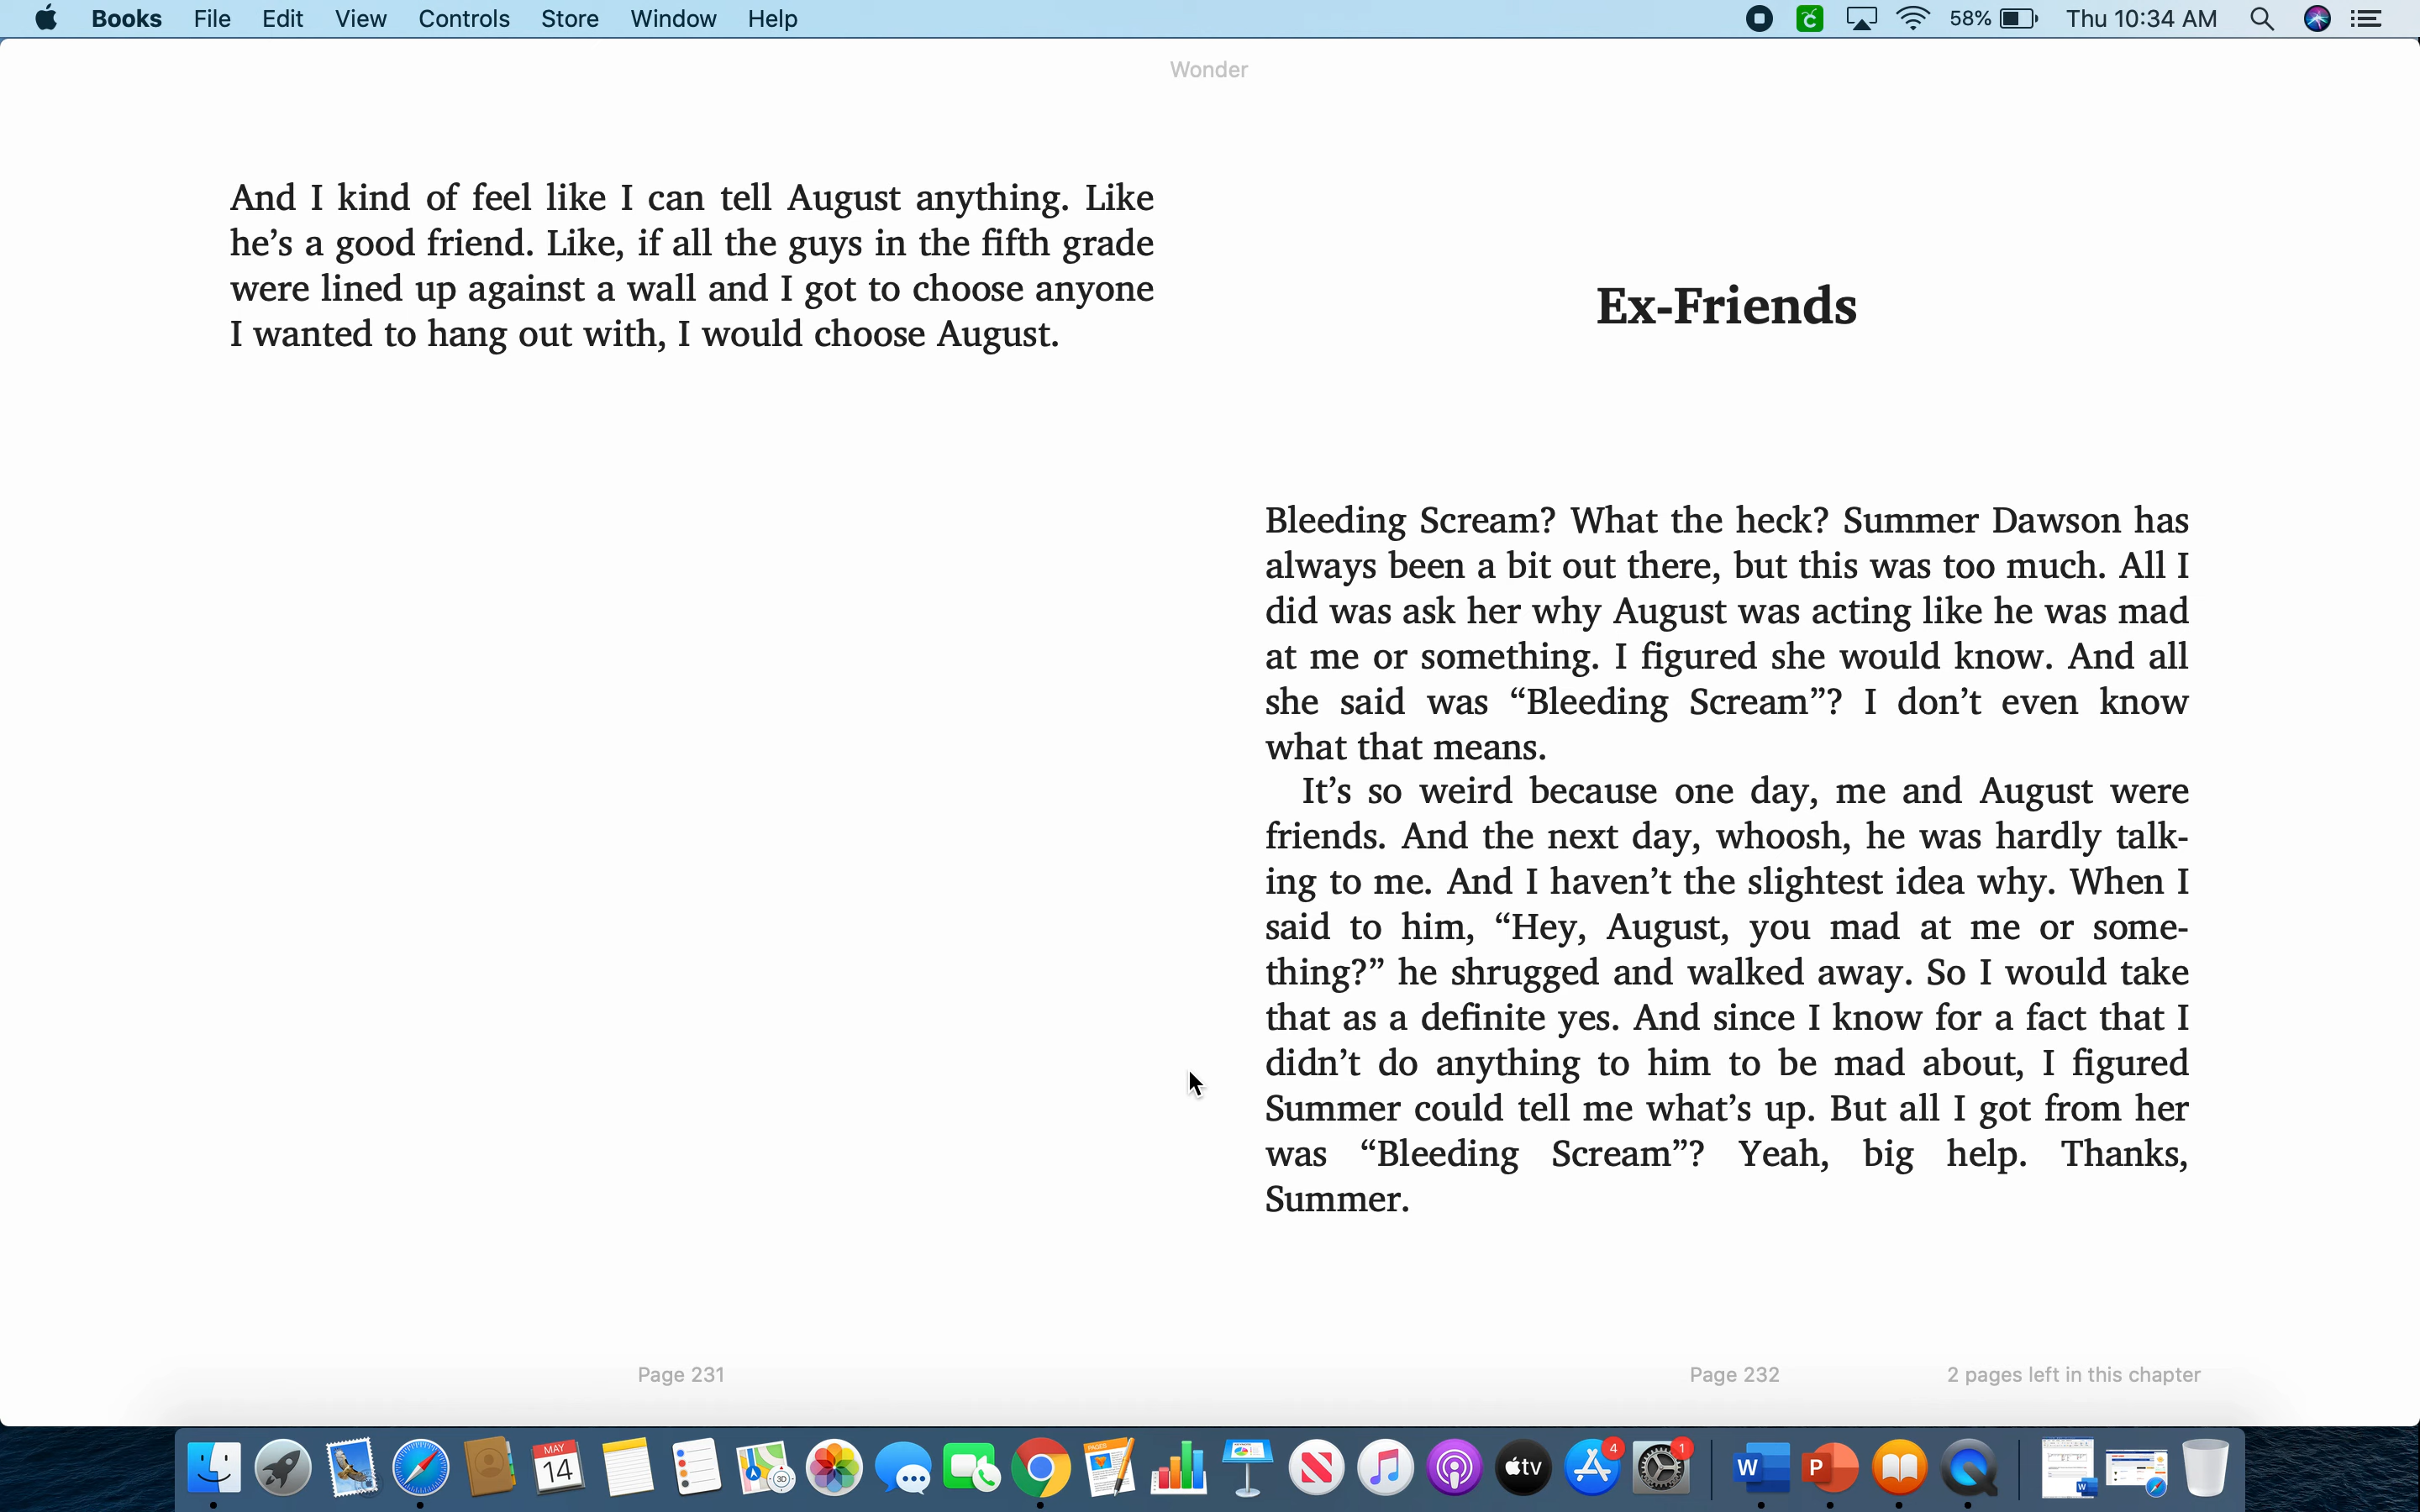 Books File Edit View Controls Store Window Help 58% Thu 10:34 AM
Wonder
And I kind of feel like I can tell August anything. Like
he’s a good friend. Like, if all the guys in the fifth grade
were lined up against a wall and I got to choose anyone
I wanted to hang out with, I would choose August.
Ex-Friends
Bleeding Scream? What the heck? Summer Dawson has
always been a bit out there, but this was too much. All I
did was ask her why August was acting like he was mad
at me or something. I figured she would know. And all
she said was “Bleeding Scream”? I don’t even know
what that means.
It’s so weird because one day, me and August were
friends. And the next day, whoosh, he was hardly talk-
ing to me. And I haven’t the slightest idea why. When I
said to him, “Hey, August, you mad at me or some-
thing?” he shrugged and walked away. So I would take
that as a definite yes. And since I know for a fact that I
didn’t do anything to him to be mad about, I figured
Summer could tell me what’s up. But all I got from her
was “Bleeding Scream”? Yeah, big help. Thanks,
Summer.
Page 231
Page 232
2 pages left in this chapter
MAY
14
3D
PAGES
tv
4
1
W
P